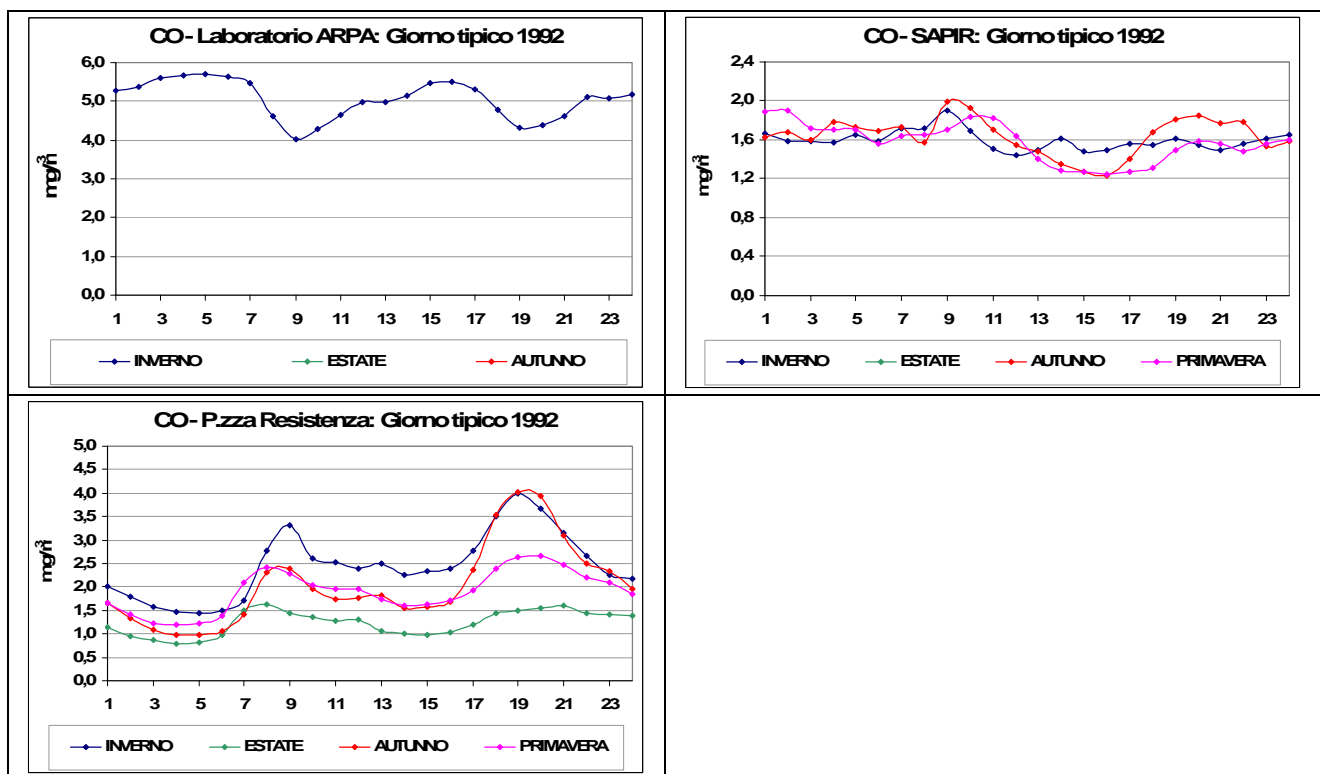 CO - Laboratorio ARPA: Giorno tipico 1992
mg/m³
6,0
5,0
4,0
3,0
2,0
1,0
0,0
1 3 5 7 9 11 13 15 17 19 21 23
INVERNO ESTATE AUTUNNO
CO - SAPIR: Giorno tipico 1992
mg/m³
2,4
2,0
1,6
1,2
0,8
0,4
0,0
1 3 5 7 9 11 13 15 17 19 21 23
INVERNO ESTATE AUTUNNO PRIMAVERA
CO - P.zza Resistenza: Giorno tipico 1992
mg/m³
5,0
4,5
4,0
3,5
3,0
2,5
2,0
1,5
1,0
0,5
0,0
1 3 5 7 9 11 13 15 17 19 21 23
INVERNO ESTATE AUTUNNO PRIMAVERA